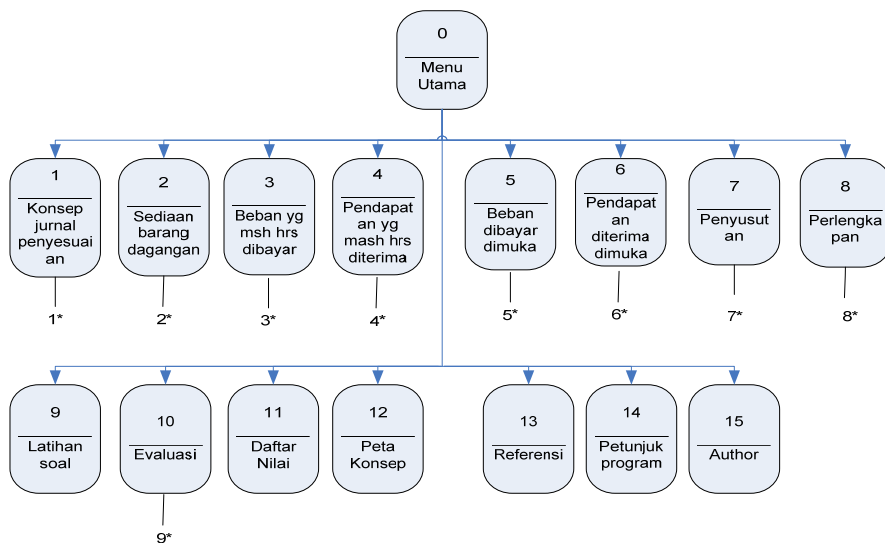 0
Menu
Utama
1
Konsep
jurnal
penyesuai
an
2
Sediaan
barang
dagangan
3
Beban yg
msh hrs
dibayar
4
Pendapat
an yg
mash hrs
diterima
5
Beban
dibayar
dimuka
6
Pendapat
an
diterima
dimuka
7
Penyusut
an
8
Perlengka
pan
1*
2*
3*
4*
5*
6*
7*
8*
9
Latihan
soal
10
Evaluasi
11
Daftar
Nilai
12
Peta
Konsep
13
Referensi
14
Petunjuk
program
15
Author
9*